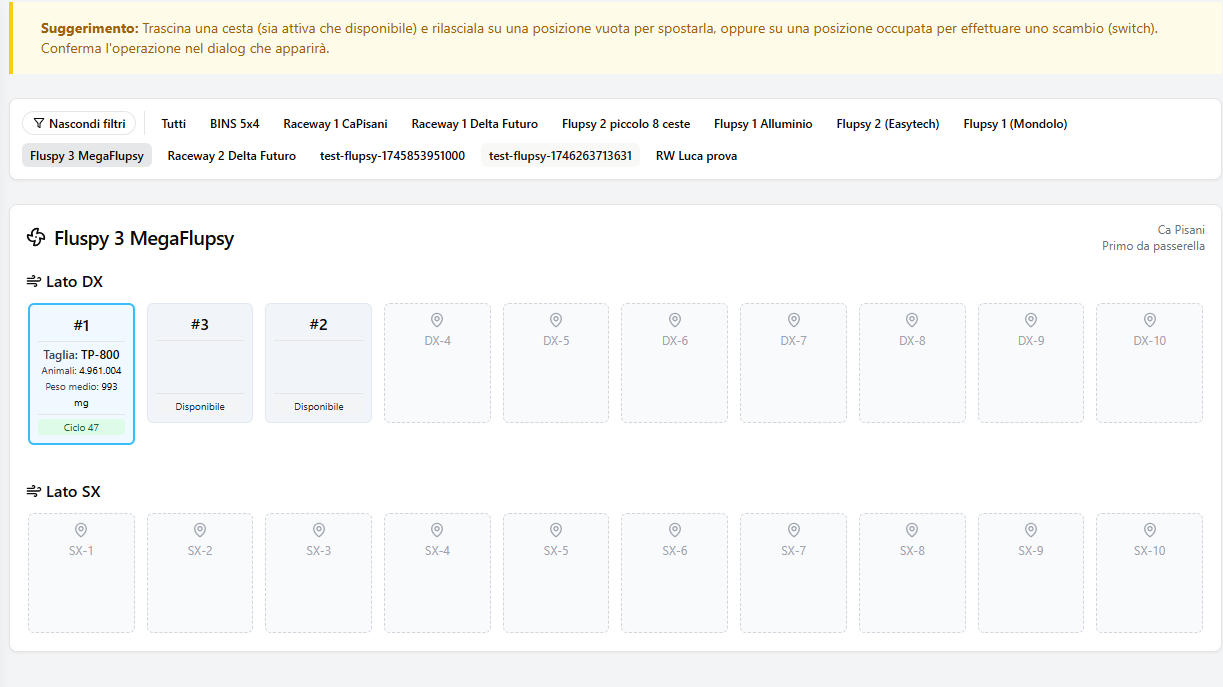 Suggerimento: Trascina una cesta (sia attiva che disponibile) e rilasciala su una posizione vuota per spostarla, oppure su una posizione occupata per effettuare uno scambio (switch).
Conferma l'operazione nel dialog che apparirà.
Nascondi filtri Tutti BINS 5x4 Raceway 1 CaPisani Raceway 1 Delta Futuro Flupsy 2 piccolo 8 ceste Flupsy 1 Alluminio Flupsy 2 (Easytech) Flupsy 1 (Mondolo)
Fluspy 3 MegaFlupsy Raceway 2 Delta Futuro test-flupsy-1745853951000 test-flupsy-1746263713631 RW Luca prova
Fluspy 3 MegaFlupsy
Ca Pisani
Primo da passerella
Lato DX
#1
Taglia: TP-800
Animali: 4.961.004
Peso medio: 993
mg
Ciclo 47
#3
Disponibile
#2
Disponibile
DX-4
DX-5
DX-6
DX-7
DX-8
DX-9
DX-10
Lato SX
SX-1
SX-2
SX-3
SX-4
SX-5
SX-6
SX-7
SX-8
SX-9
SX-10